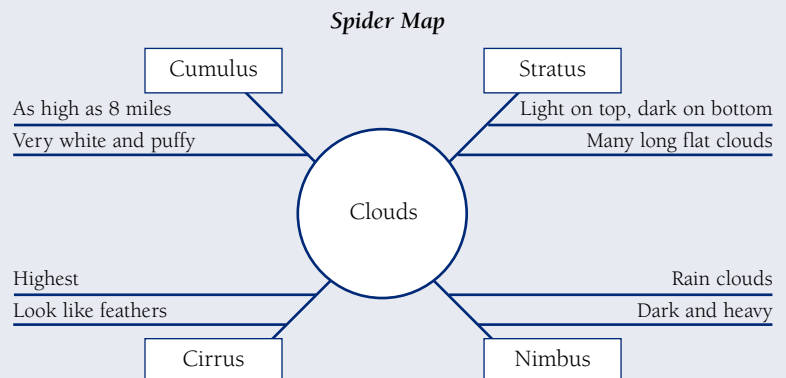 Spider Map
Cumulus
As high as 8 miles
Very white and puffy
Stratus
Light on top, dark on bottom
Many long flat clouds
Clouds
Highest
Look like feathers
Cirrus
Rain clouds
Dark and heavy
Nimbus